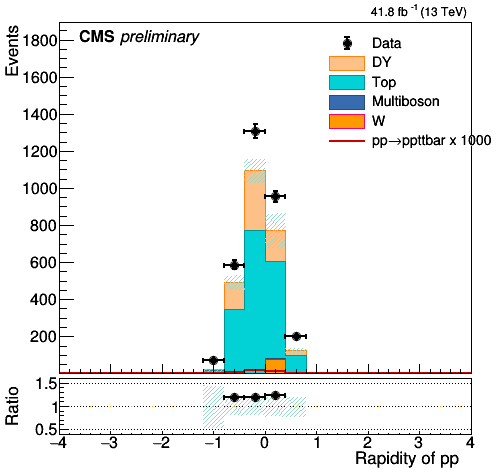 41.8 fb⁻¹ (13 TeV)
CMS preliminary
Events
1800
1600
1400
1200
1000
800
600
400
200
Data
DY
Top
Multiboson
W
pp→ppttbar x 1000
Ratio
1.5
1
0.5
−4 −3 −2 −1 0 1 2 3 4
Rapidity of pp